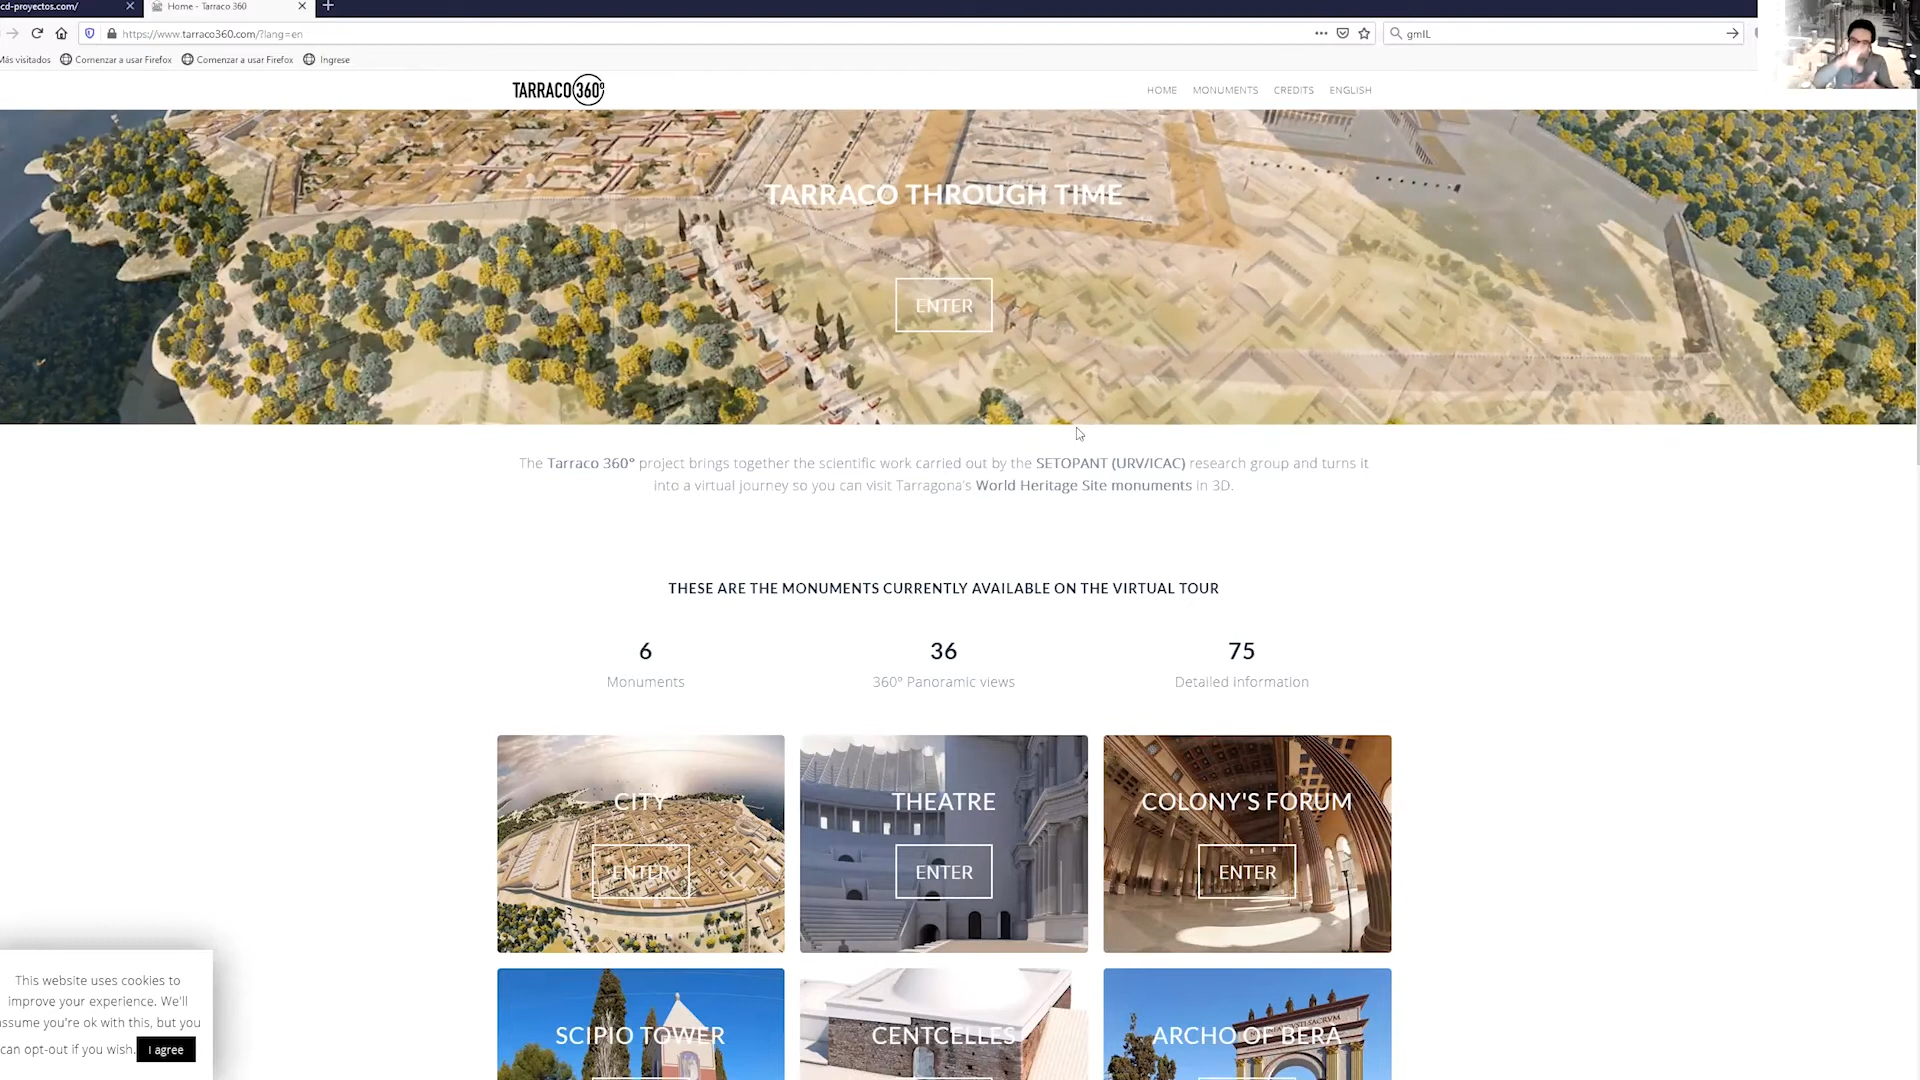 cd-proyectos.com/
Home - Tarraco 360
https://www.tarraco360.com/?lang=en
gmIL
Más visitados
Comenzar a usar Firefox
Comenzar a usar Firefox
Ingrese
TARRACO 360º
HOME
MONUMENTS
CREDITS
ENGLISH
TARRACO THROUGH TIME
ENTER
The Tarraco 360° project brings together the scientific work carried out by the SETOPANT (URV/ICAC) research group and turns it
into a virtual journey so you can visit Tarragona's World Heritage Site monuments in 3D.
THESE ARE THE MONUMENTS CURRENTLY AVAILABLE ON THE VIRTUAL TOUR
6
36
75
Monuments
360º Panoramic views
Detailed information
CITY
THEATRE
COLONY'S FORUM
ENTER
ENTER
ENTER
SCIPIO TOWER
CENTCELLES
ARCHO OF BERÀ
This website uses cookies to
improve your experience. We'll
assume you're ok with this, but you
can opt-out if you wish.
I agree